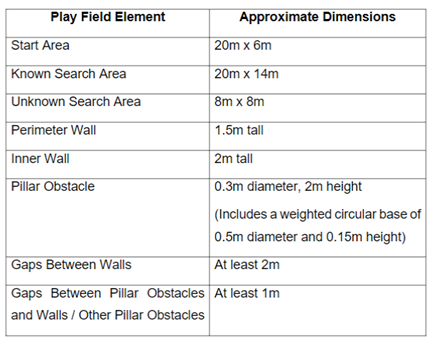 Play Field Element Approximate Dimensions
Start Area 20m x 6m
Known Search Area 20m x 14m
Unknown Search Area 8m x 8m
Perimeter Wall 1.5m tall
Inner Wall 2m tall
Pillar Obstacle 0.3m diameter, 2m height
(Includes a weighted circular base of
0.5m diameter and 0.15m height)
Gaps Between Walls At least 2m
Gaps Between Pillar Obstacles At least 1m
and Walls / Other Pillar Obstacles